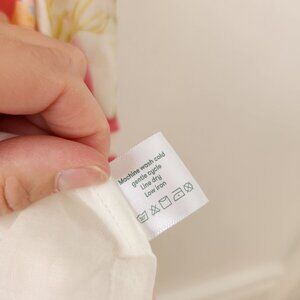 Machine wash cold
gentle cycle
Line dry
Low iron